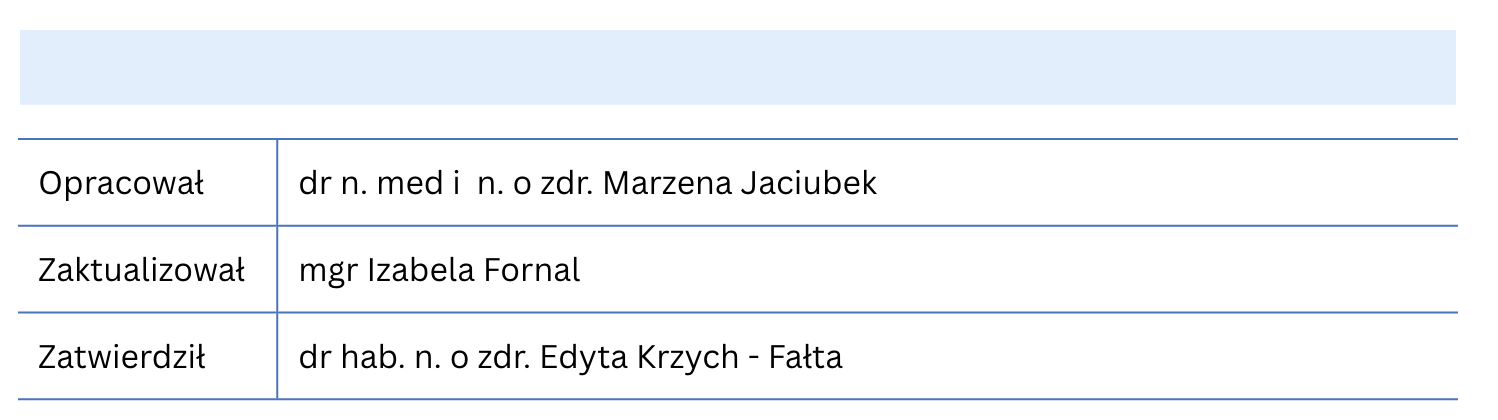 Opracował dr n. med i  n. o zdr. Marzena Jaciubek
Zaktualizował mgr Izabela Fornal
Zatwierdził dr hab. n. o zdr. Edyta Krzych - Fałta